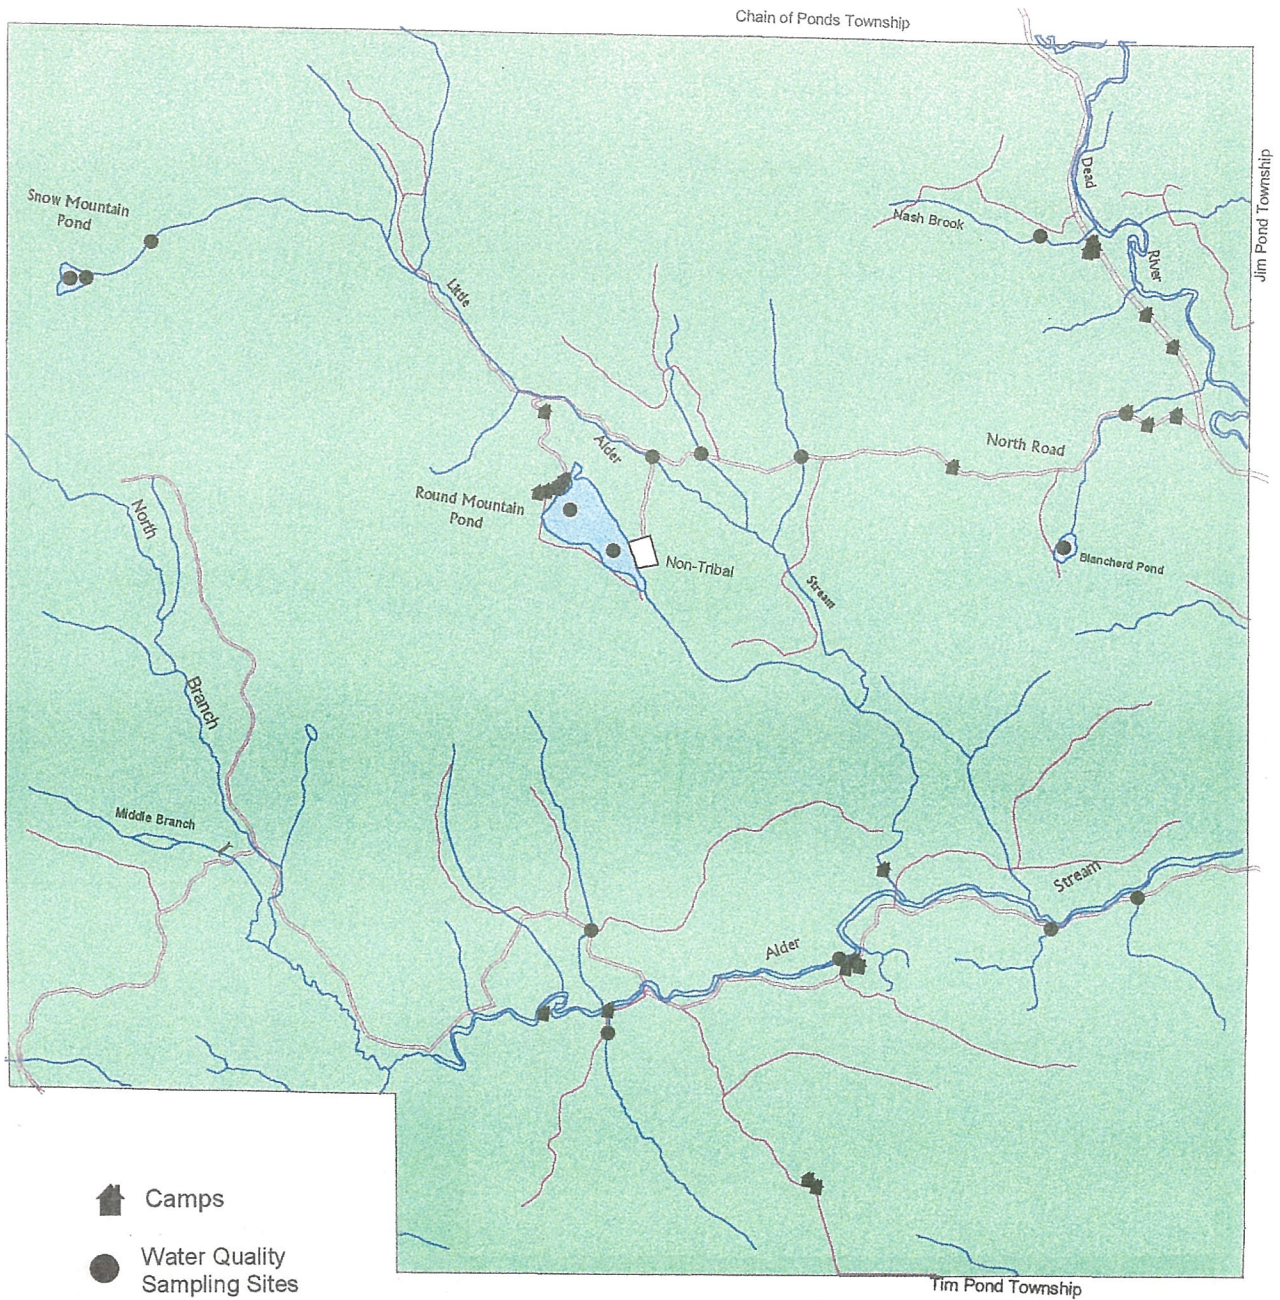 Chain of Ponds Township
Jim Pond Township
Snow Mountain
Pond
Dead
Nash Brook
River
Little
North Road
Alder
Round Mountain
Pond
North
Non-Tribal
Blancherd Pond
Stream
Branch
Middle Branch
Stream
Alder
Camps
Water Quality
Sampling Sites
Tim Pond Township